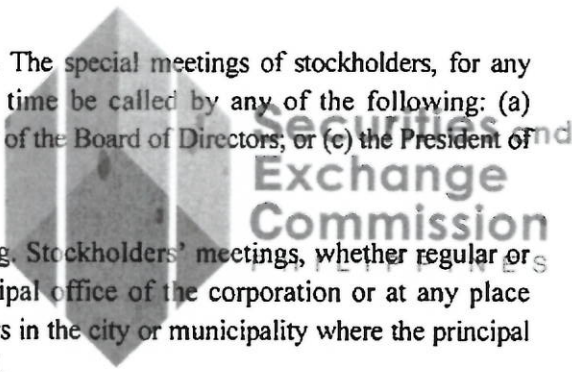 The special meetings of stockholders, for any
time be called by any of the following: (a)
of the Board of Directors; or (c) the President of
Securities and
Exchange
Commission
PHILIPPINES
g. Stockholders' meetings, whether regular or
ipal office of the corporation or at any place
rs in the city or municipality where the principal